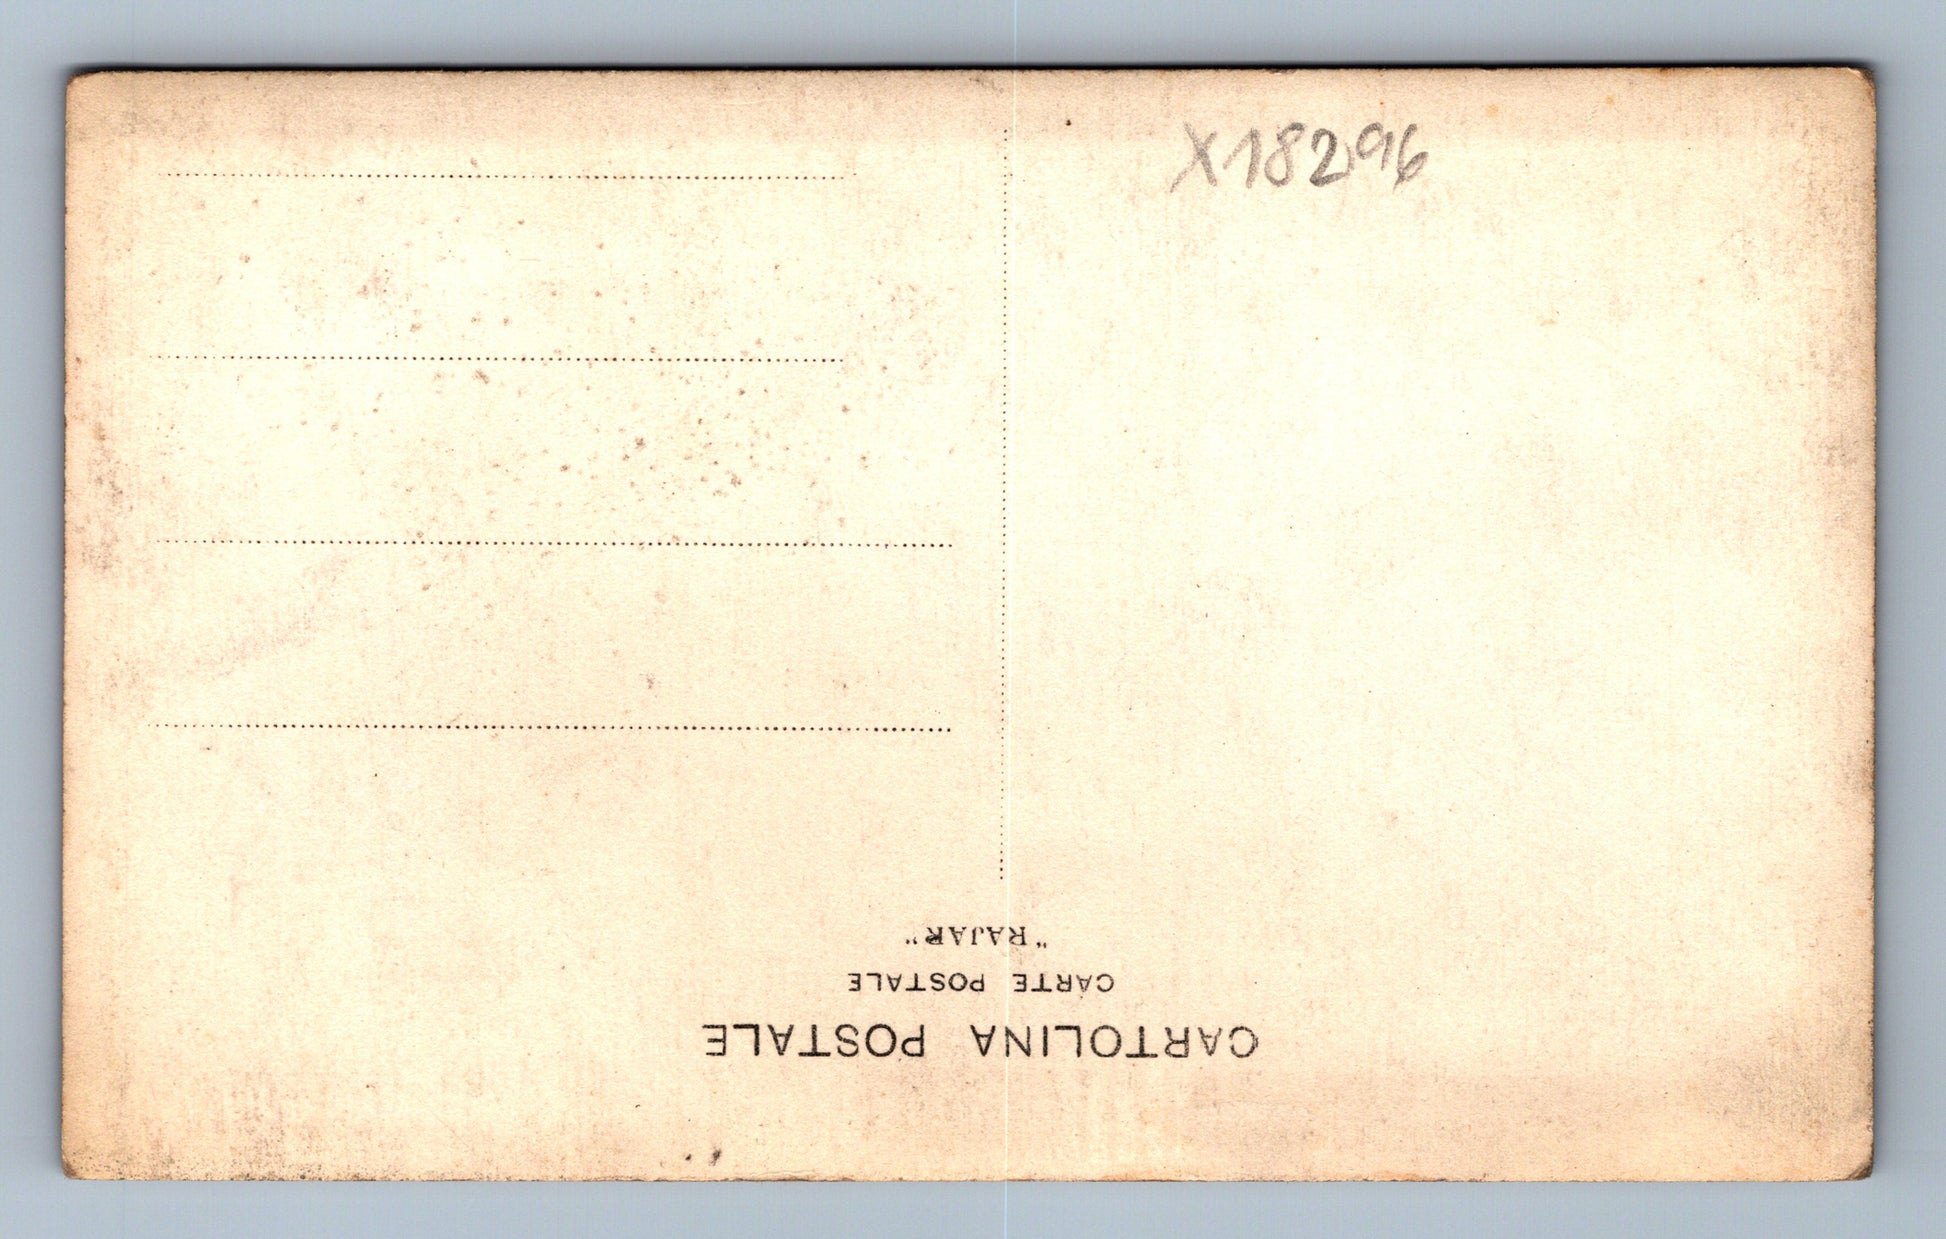 X18296
CARTOLINA POSTALE
CARTE POSTALE
"RAJAR"